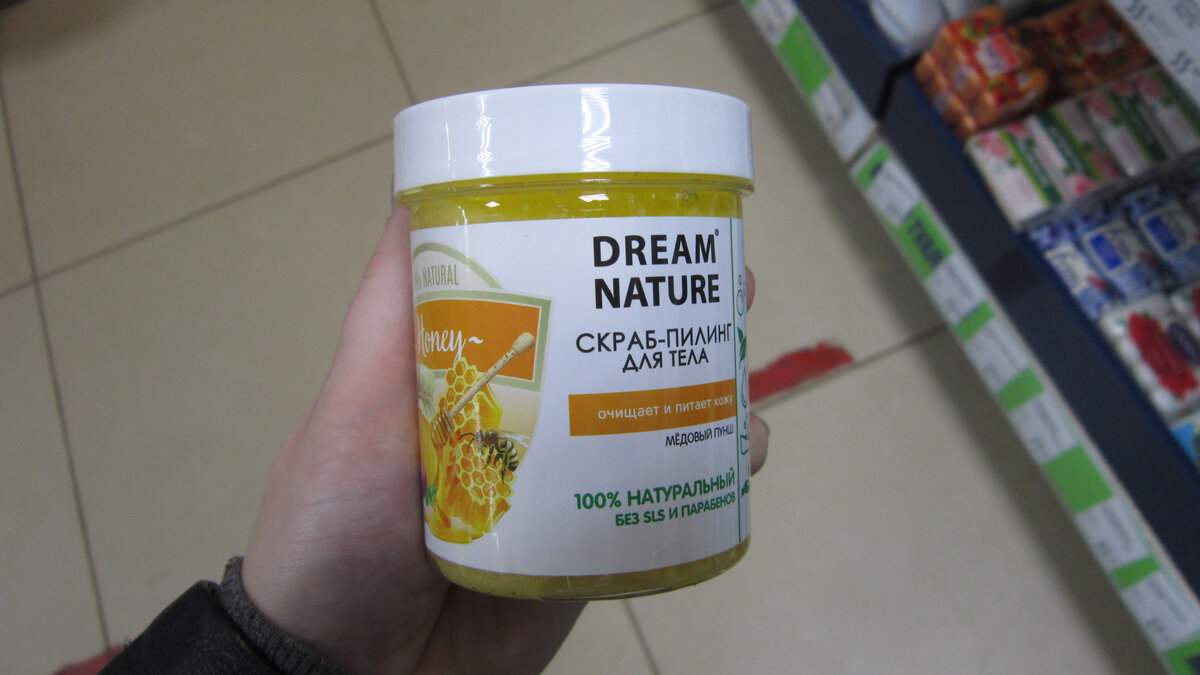 NATURAL
Honey~
DREAM®
NATURE
СКРАБ-ПИЛИНГ
ДЛЯ ТЕЛА
очищает и питает кожу
МЁДОВЫЙ ПУНШ
100% НАТУРАЛЬНЫЙ
БЕЗ SLS И ПАРАБЕНОВ